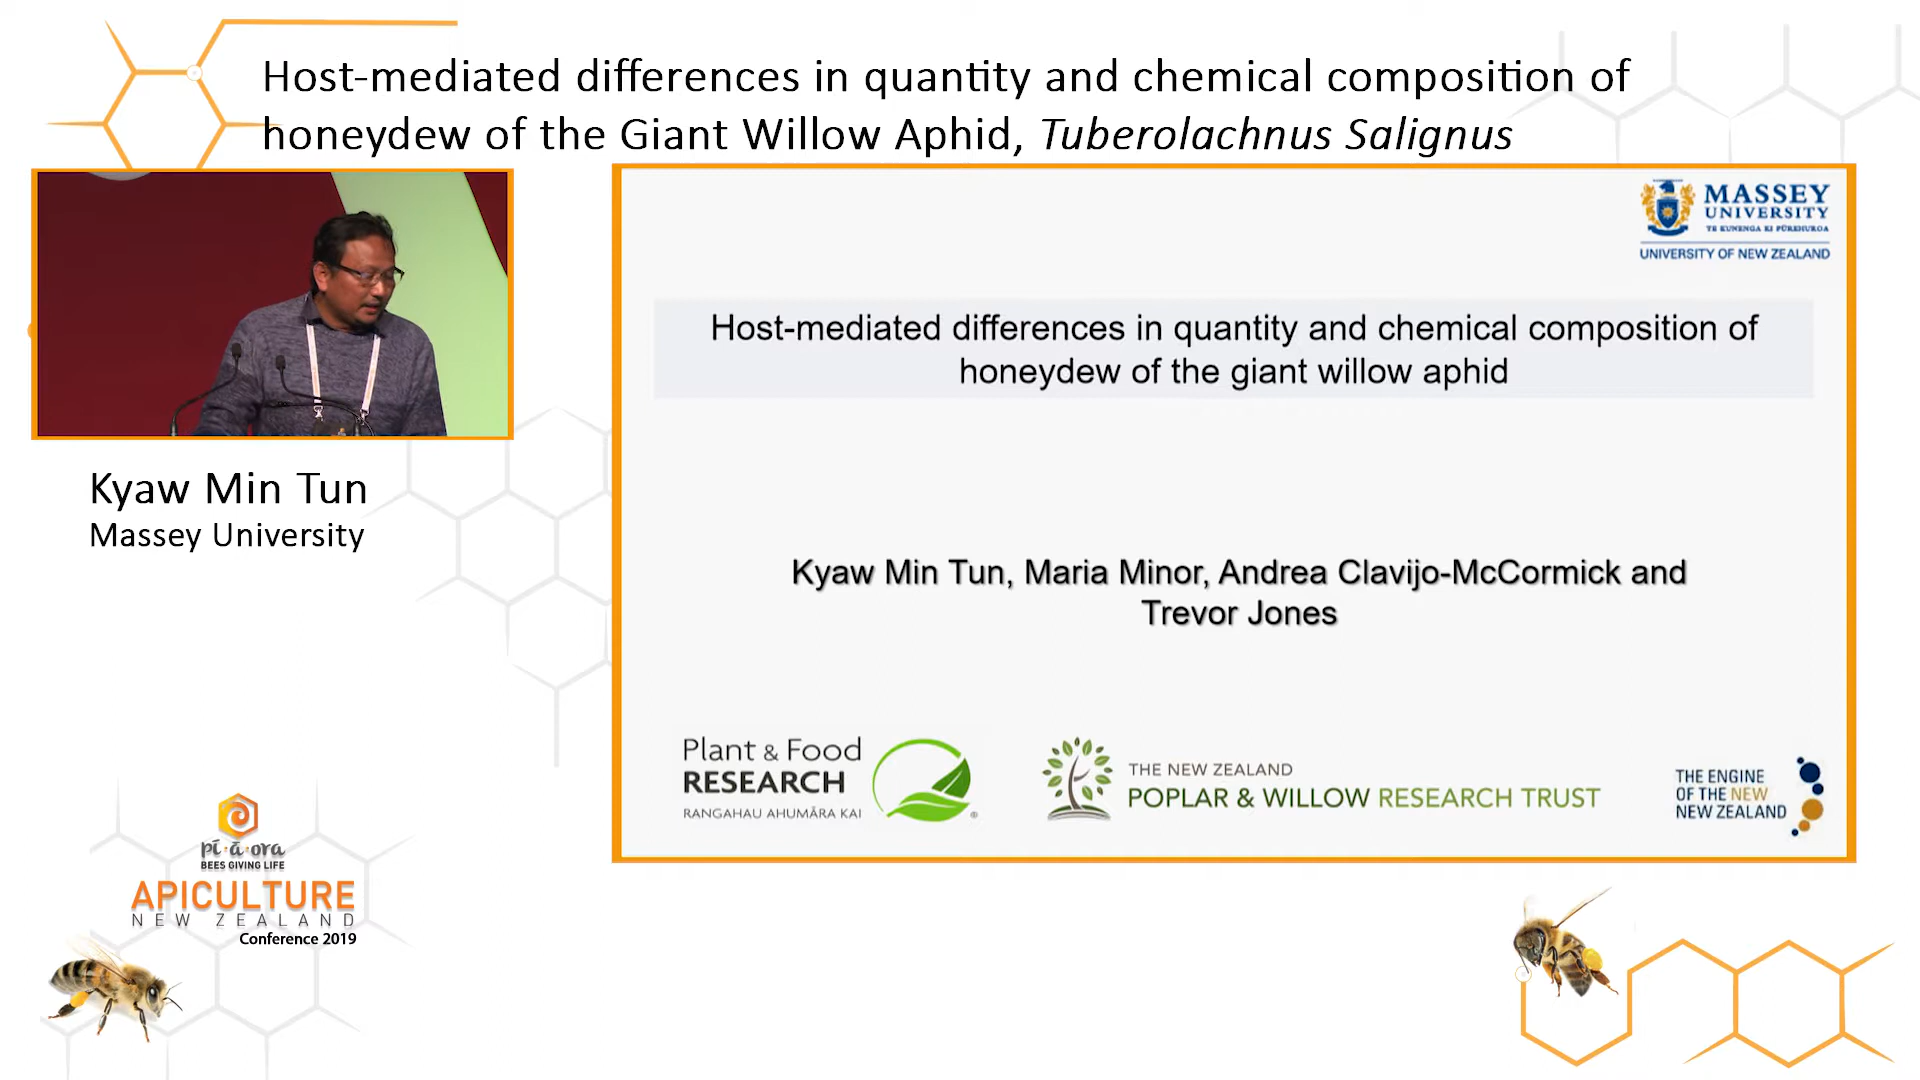 Host-mediated differences in quantity and chemical composition of
honeydew of the Giant Willow Aphid, Tuberolachnus Salignus
MASSEY
UNIVERSITY
TE KUNENGA KI PŪREHUROA
UNIVERSITY OF NEW ZEALAND
Host-mediated differences in quantity and chemical composition of
honeydew of the giant willow aphid
Kyaw Min Tun
Massey University
Kyaw Min Tun, Maria Minor, Andrea Clavijo-McCormick and
Trevor Jones
Plant & Food
RESEARCH
RANGAHAU AHUMĀRA KAI
THE NEW ZEALAND
POPLAR & WILLOW RESEARCH TRUST
THE ENGINE
OF THE NEW
NEW ZEALAND
pī·ā·ora
BEES GIVING LIFE
APICULTURE
NEW ZEALAND
Conference 2019